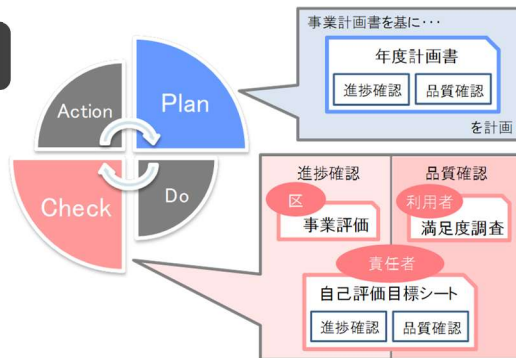 事業計画書を基に･･･
年度計画書
進捗確認
品質確認
を計画
Action
Plan
Check
Do
進捗確認
品質確認
区
事業評価
利用者
満足度調査
責任者
自己評価目標シート
進捗確認
品質確認